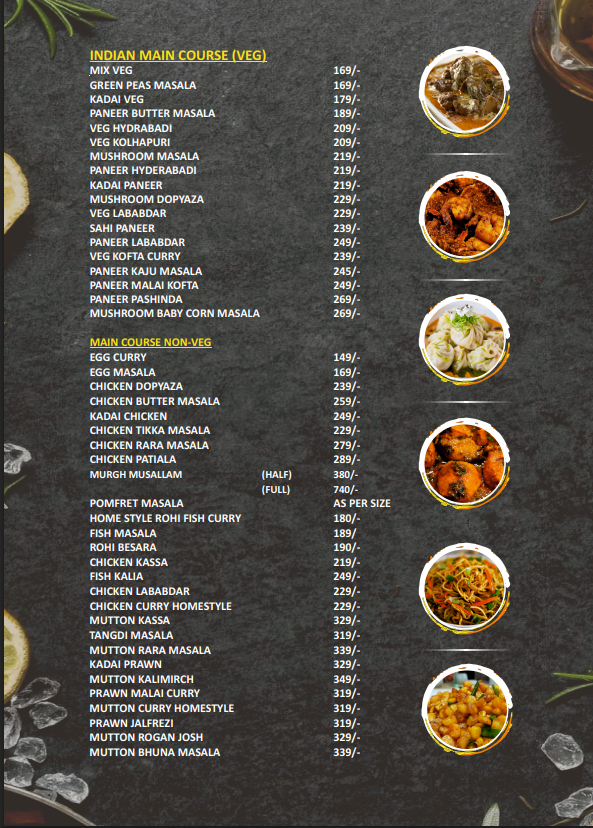 INDIAN MAIN COURSE (VEG)
MIX VEG 169/-
GREEN PEAS MASALA 169/-
KADAI VEG 179/-
PANEER BUTTER MASALA 189/-
VEG HYDRABADI 209/-
VEG KOLHAPURI 209/-
MUSHROOM MASALA 219/-
PANEER HYDERABADI 219/-
KADAI PANEER 219/-
MUSHROOM DOPYAZA 229/-
VEG LABABDAR 229/-
SAHI PANEER 239/-
PANEER LABABDAR 249/-
VEG KOFTA CURRY 239/-
PANEER KAJU MASALA 245/-
PANEER MALAI KOFTA 249/-
PANEER PASHINDA 269/-
MUSHROOM BABY CORN MASALA 269/-
MAIN COURSE NON-VEG
EGG CURRY 149/-
EGG MASALA 169/-
CHICKEN DOPYAZA 239/-
CHICKEN BUTTER MASALA 259/-
KADAI CHICKEN 249/-
CHICKEN TIKKA MASALA 229/-
CHICKEN RARA MASALA 279/-
CHICKEN PATIALA 289/-
MURGH MUSALLAM (HALF) 380/-
(FULL) 740/-
POMFRET MASALA AS PER SIZE
HOME STYLE ROHI FISH CURRY 180/-
FISH MASALA 189/
ROHI BESARA 190/-
CHICKEN KASSA 219/-
FISH KALIA 249/-
CHICKEN LABABDAR 229/-
CHICKEN CURRY HOMESTYLE 229/-
MUTTON KASSA 329/-
TANGDI MASALA 319/-
MUTTON RARA MASALA 339/-
KADAI PRAWN 329/-
MUTTON KALIMIRCH 349/-
PRAWN MALAI CURRY 319/-
MUTTON CURRY HOMESTYLE 319/-
PRAWN JALFREZI 319/-
MUTTON ROGAN JOSH 329/-
MUTTON BHUNA MASALA 339/-